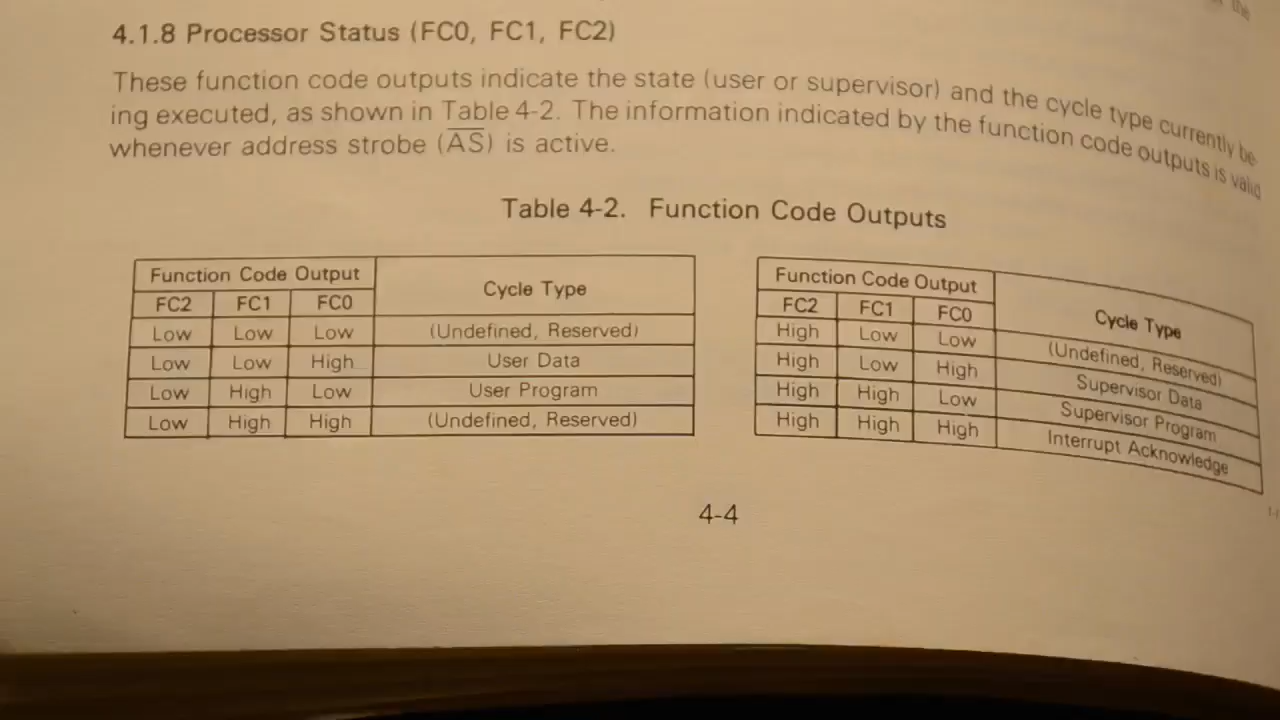 the
4.1.8 Processor Status (FC0, FC1, FC2)
These function code outputs indicate the state (user or supervisor) and the cycle type currently be
ing executed, as shown in Table 4-2. The information indicated by the function code outputs is valid
whenever address strobe (A̅S̅) is active.
Table 4-2. Function Code Outputs
Function Code Output Cycle Type
FC2 FC1 FC0
Low Low Low (Undefined, Reserved)
Low Low High User Data
Low High Low User Program
Low High High (Undefined, Reserved)
Function Code Output Cycle Type
FC2 FC1 FC0
High Low Low (Undefined, Reserved)
High Low High Supervisor Data
High High Low Supervisor Program
High High High Interrupt Acknowledge
4-4